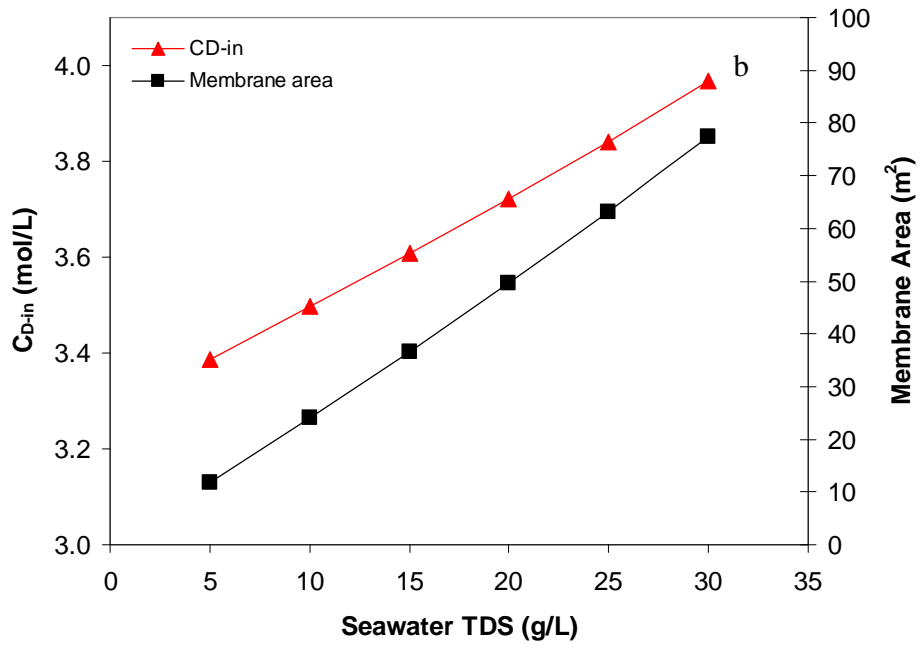 CD-in
Membrane area
b
4.0
3.8
3.6
3.4
3.2
3.0
C_D-in (mol/L)
100
90
80
70
60
50
40
30
20
10
0
Membrane Area (m²)
0 5 10 15 20 25 30 35
Seawater TDS (g/L)